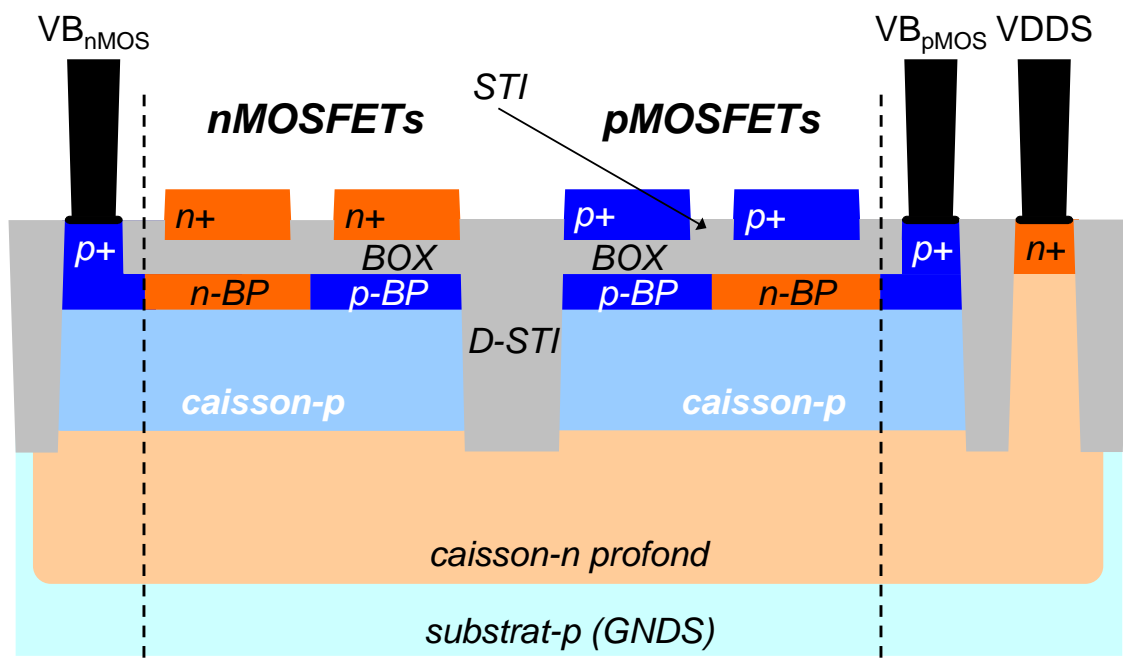 VBnMOS
VBpMOS VDDS
STI
nMOSFETs
pMOSFETs
n+ n+ p+ p+
p+ BOX BOX p+ n+
n-BP p-BP p-BP n-BP
D-STI
caisson-p caisson-p
caisson-n profond
substrat-p (GNDS)